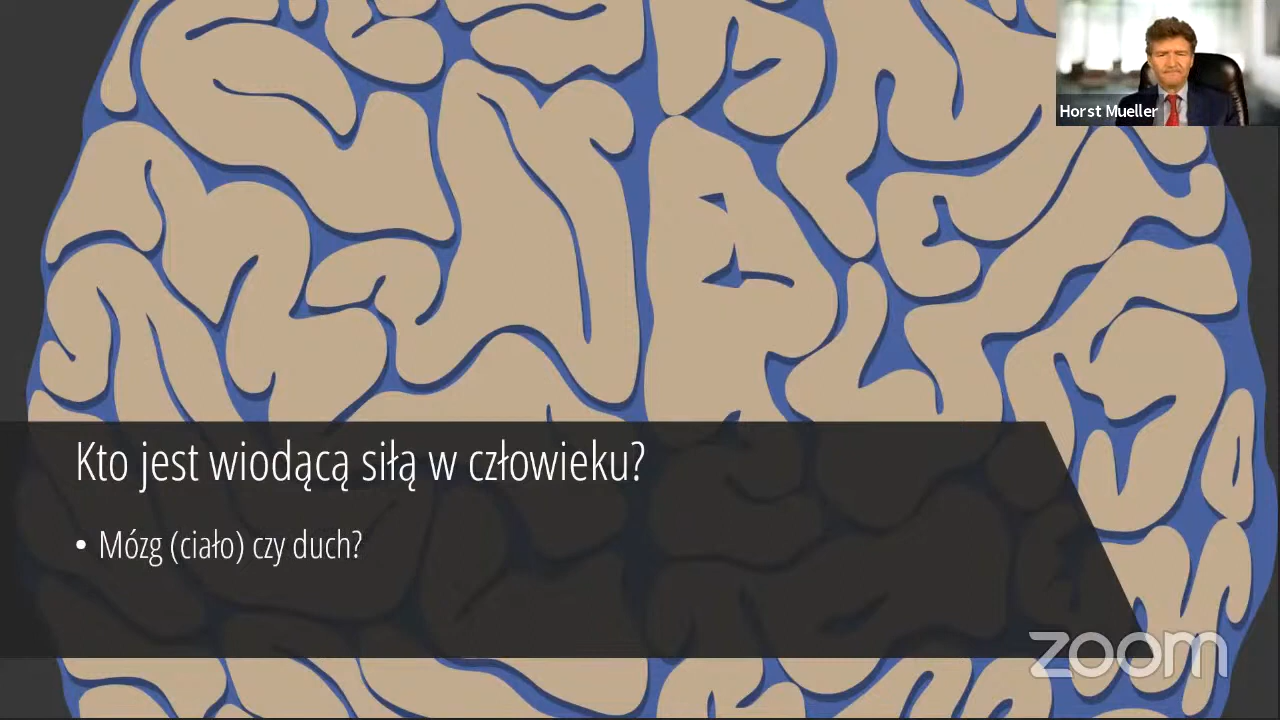 Horst Mueller
Kto jest wiodącą siłą w człowieku?
• Mózg (ciało) czy duch?
zoom